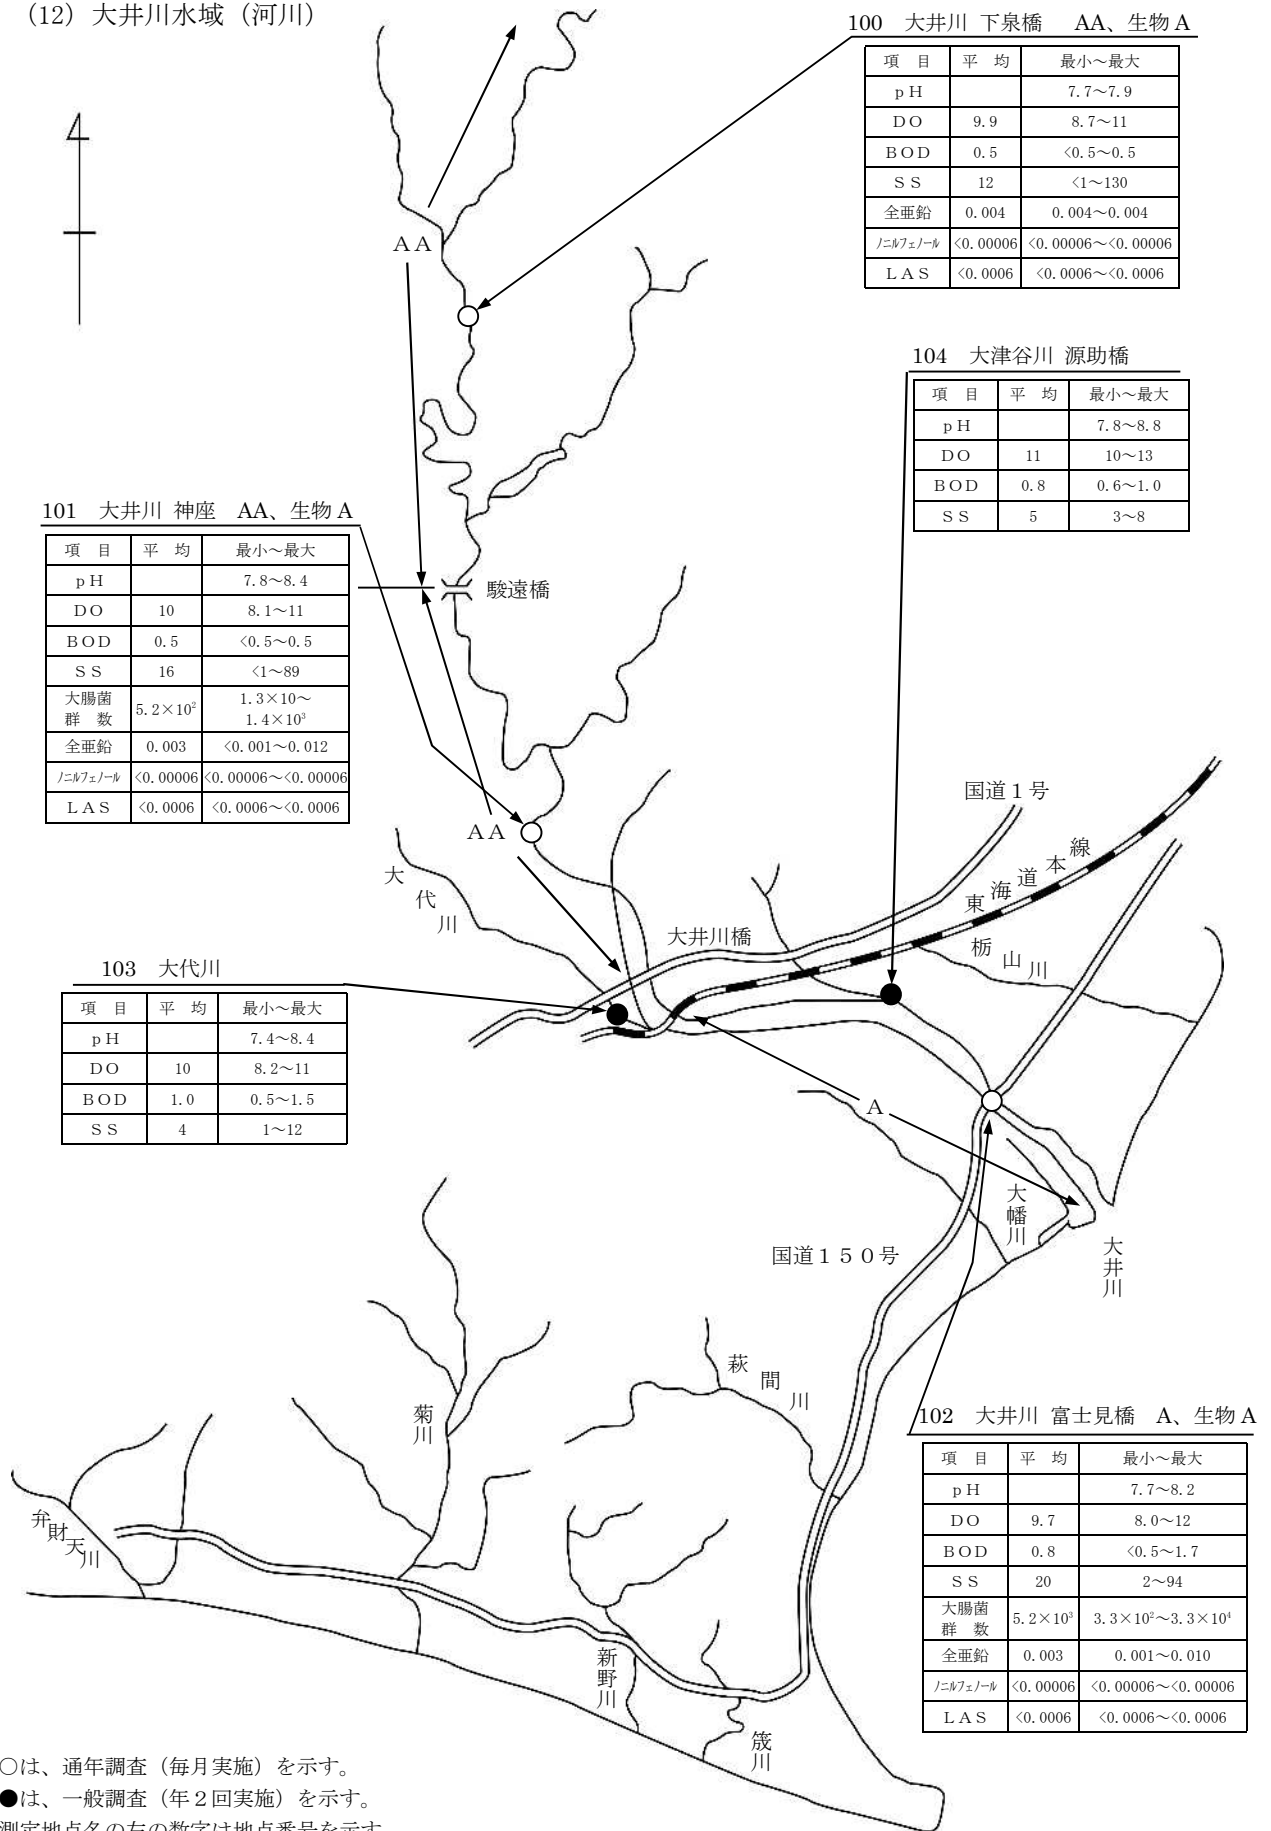 (12) 大井川水域（河川）
100　大井川 下泉橋　AA、生物A
項　目　平　均　最小～最大
pH　7.7～7.9
DO　9.9　8.7～11
BOD　0.5　<0.5～0.5
SS　12　<1～130
全亜鉛　0.004　0.004～0.004
ノニルフェノール　<0.00006　<0.00006～<0.00006
LAS　<0.0006　<0.0006～<0.0006
AA
104　大津谷川 源助橋
項　目　平　均　最小～最大
pH　7.8～8.8
DO　11　10～13
BOD　0.8　0.6～1.0
SS　5　3～8
101　大井川 神座　AA、生物A
項　目　平　均　最小～最大
pH　7.8～8.4
DO　10　8.1～11
BOD　0.5　<0.5～0.5
SS　16　<1～89
大腸菌群　数　5.2×10²　1.3×10～1.4×10³
全亜鉛　0.003　<0.001～0.012
ノニルフェノール　<0.00006　<0.00006～<0.00006
LAS　<0.0006　<0.0006～<0.0006
駿遠橋
AA
国道1号
東海道本線
大代川
大井川橋
栃山川
103　大代川
項　目　平　均　最小～最大
pH　7.4～8.4
DO　10　8.2～11
BOD　1.0　0.5～1.5
SS　4　1～12
A
大幡川
大井川
国道150号
萩間川
菊川
弁財天川
新野川
筬川
102　大井川 富士見橋　A、生物A
項　目　平　均　最小～最大
pH　7.7～8.2
DO　9.7　8.0～12
BOD　0.8　<0.5～1.7
SS　20　2～94
大腸菌群　数　5.2×10³　3.3×10²～3.3×10⁴
全亜鉛　0.003　0.001～0.010
ノニルフェノール　<0.00006　<0.00006～<0.00006
LAS　<0.0006　<0.0006～<0.0006
○は、通年調査（毎月実施）を示す。
●は、一般調査（年2回実施）を示す。
測定地点名の左の数字は地点番号を示す